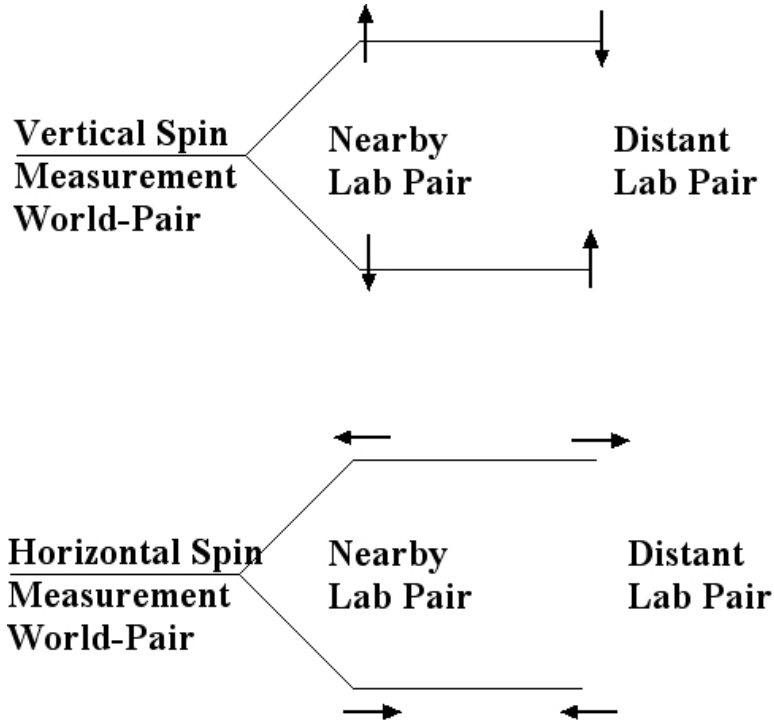 Vertical Spin
Measurement
World-Pair
Nearby
Lab Pair
Distant
Lab Pair
Horizontal Spin
Measurement
World-Pair
Nearby
Lab Pair
Distant
Lab Pair